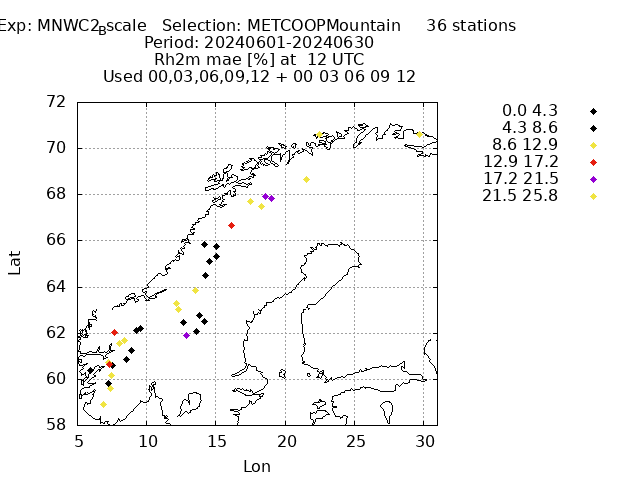 Exp: MNWC2Bscale Selection: METCOOPMountain 36 stations
Period: 20240601-20240630
Rh2m mae [%] at 12 UTC
Used 00,03,06,09,12 + 00 03 06 09 12
0.0 4.3
4.3 8.6
8.6 12.9
12.9 17.2
17.2 21.5
21.5 25.8
72
70
68
66
64
62
60
58
Lat
5 10 15 20 25 30
Lon